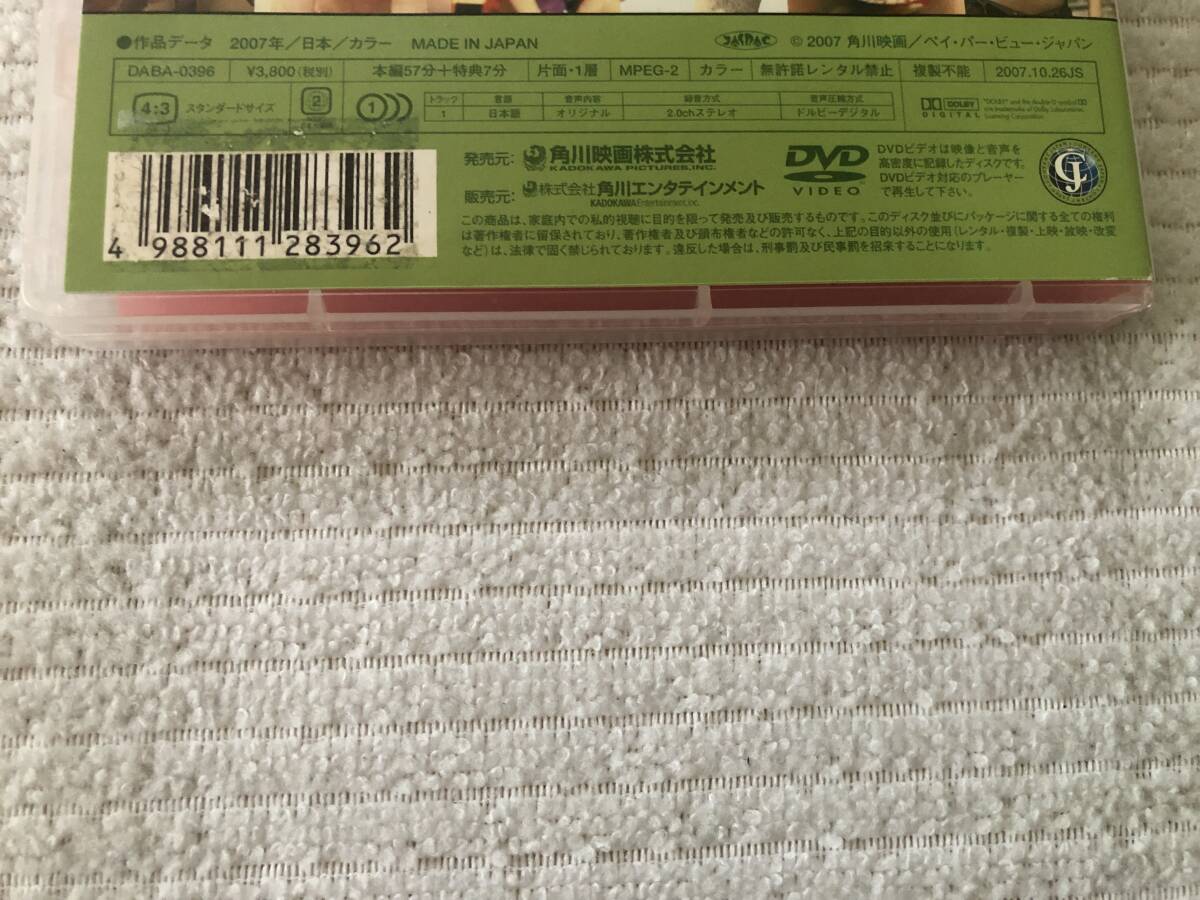 ●作品データ 2007年/日本/カラー MADE IN JAPAN JASRAC © 2007 角川映画/ペイ・パー・ビュー・ジャパン
DABA-0396 ¥3,800(税別) 本編57分+特典7分 片面・1層 MPEG-2 カラー 無許諾レンタル禁止 複製不能 2007.10.26JS
4:3 スタンダードサイズ 2 1)))
トラック 音声 音声内容 録音方式 音声圧縮方式
1 日本語 オリジナル 2.0chステレオ ドルビーデジタル
DOLBY DIGITAL
"DOLBY and the double-D symbol are trademarks of Dolby Laboratories Licensing Corporation.
発売元: 角川映画株式会社
KADOKAWA PICTURES, INC.
販売元: 株式会社 角川エンタテインメント
KADOKAWA Entertainment, Inc.
DVD VIDEO
DVDビデオは映像と音声を
高密度に記録したディスクです。
DVDビデオ対応のプレーヤー
で再生して下さい。
この商品は、家庭内での私的視聴に目的を限って発売及び販売するものです。このディスク並びにパッケージに関する全ての権利
は著作権者に留保されており、著作権者及び頒布権者などの許可なく、上記の目的以外の使用(レンタル・複製・上映・放映・改変
など)は、法律で固く禁じられております。違反した場合は、刑事罰及び民事罰を招来することになります。
4 988111 283962